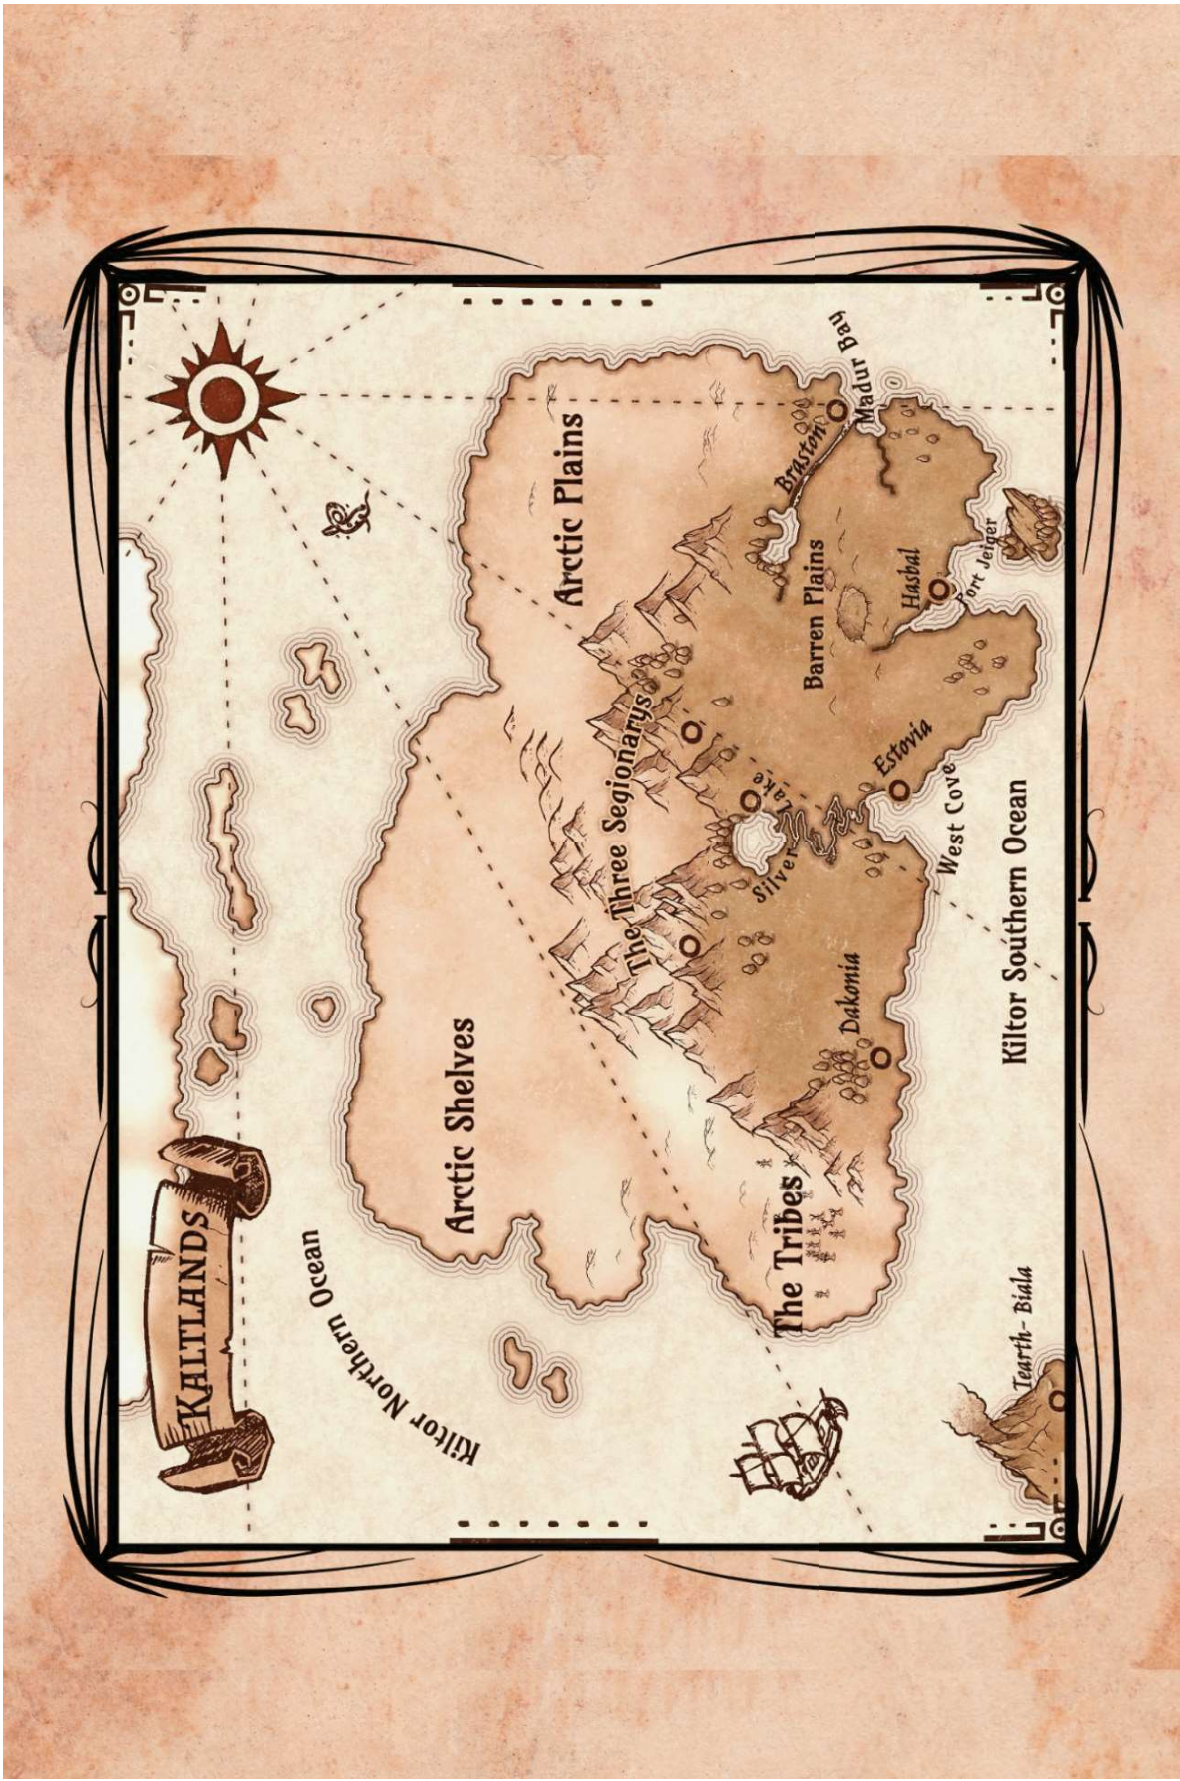 KALTLANDS
Kiltor Northern Ocean
Arctic Shelves
Arctic Plains
The Three Segionarys
The Tribes
Silver Lake
Braston
Madur Bay
Barren Plains
Dakonia
Estovia
Hasbal
Port Jeiger
West Cove
Kiltor Southern Ocean
Tearth- Biala